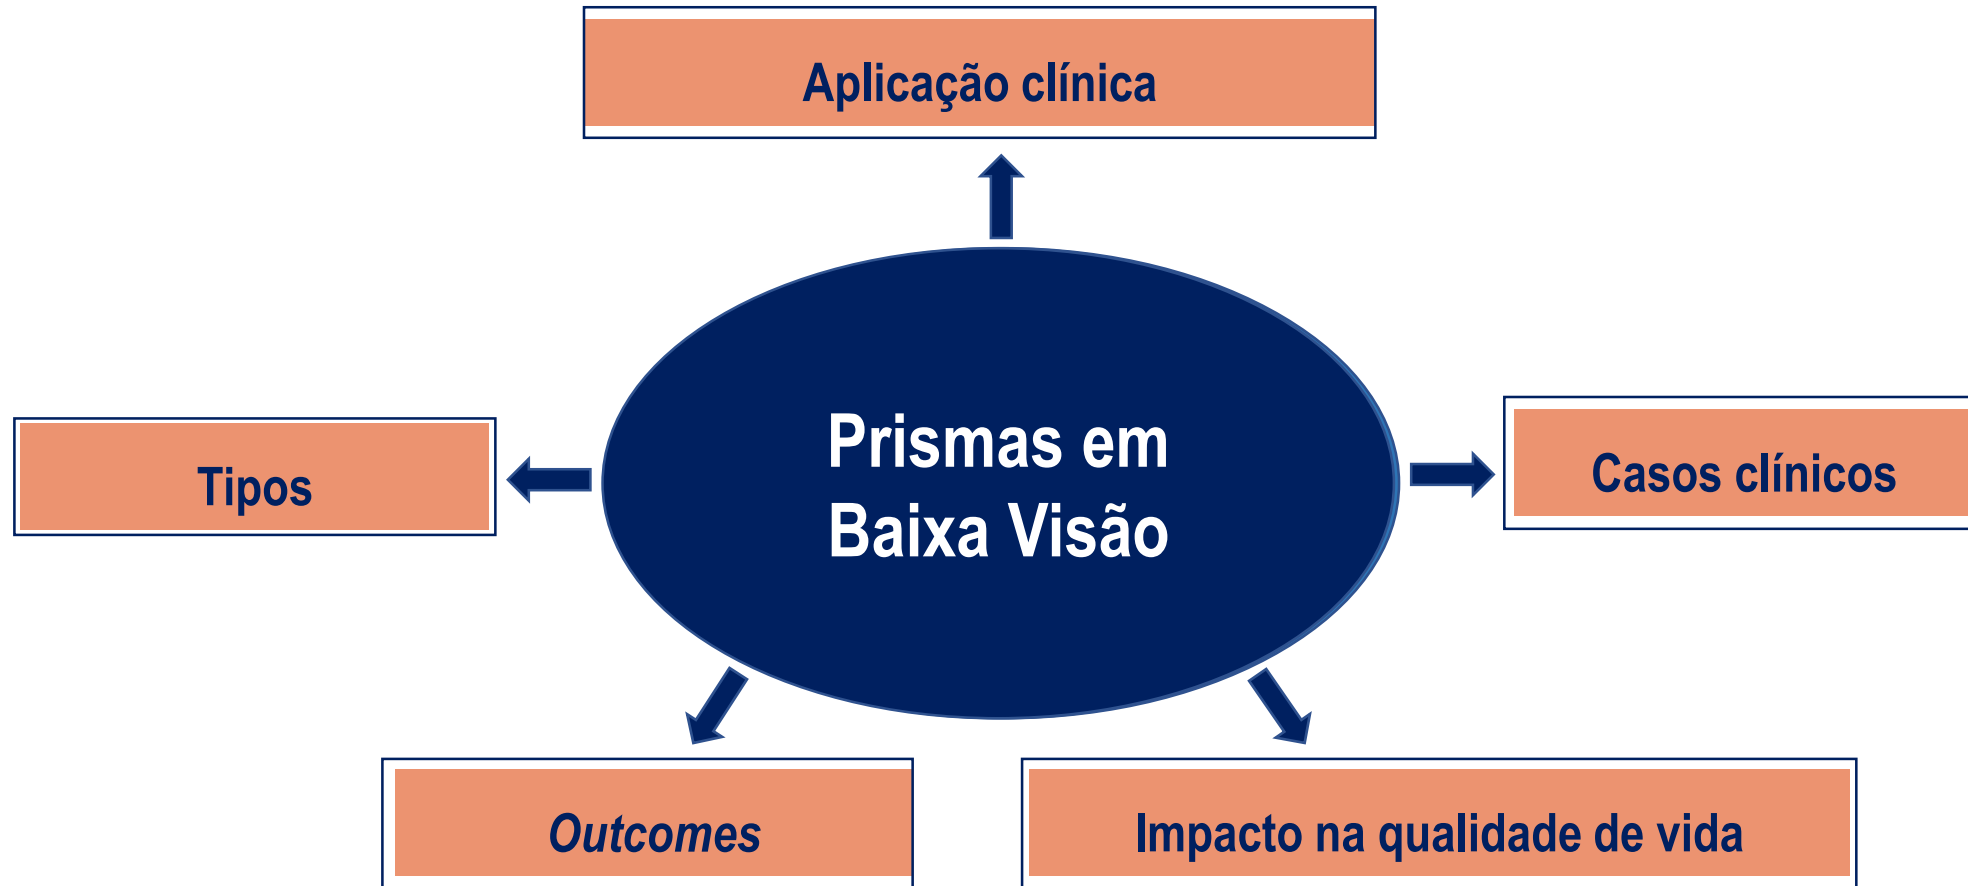 Aplicação clínica
Prismas em
Baixa Visão
Tipos
Casos clínicos
Outcomes
Impacto na qualidade de vida